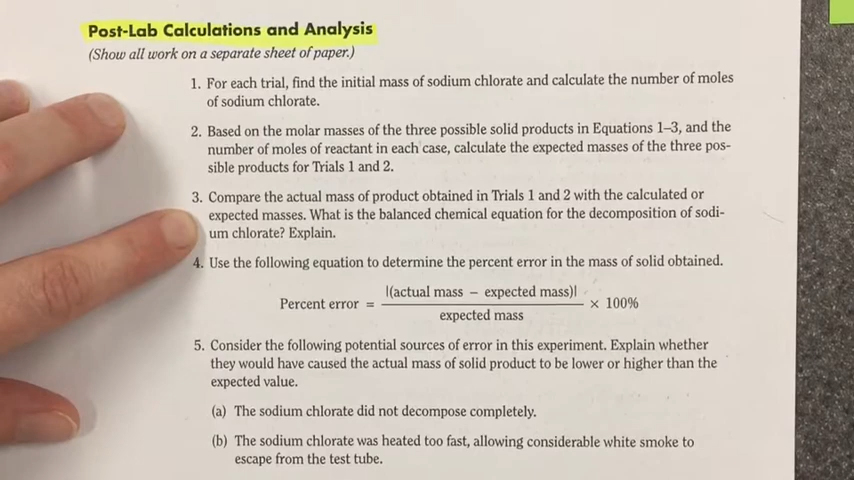 Post-Lab Calculations and Analysis
(Show all work on a separate sheet of paper.)
1. For each trial, find the initial mass of sodium chlorate and calculate the number of moles
of sodium chlorate.
2. Based on the molar masses of the three possible solid products in Equations 1–3, and the
number of moles of reactant in each case, calculate the expected masses of the three pos-
sible products for Trials 1 and 2.
3. Compare the actual mass of product obtained in Trials 1 and 2 with the calculated or
expected masses. What is the balanced chemical equation for the decomposition of sodi-
um chlorate? Explain.
4. Use the following equation to determine the percent error in the mass of solid obtained.
|(actual mass − expected mass)|
Percent error = × 100%
expected mass
5. Consider the following potential sources of error in this experiment. Explain whether
they would have caused the actual mass of solid product to be lower or higher than the
expected value.
(a) The sodium chlorate did not decompose completely.
(b) The sodium chlorate was heated too fast, allowing considerable white smoke to
escape from the test tube.